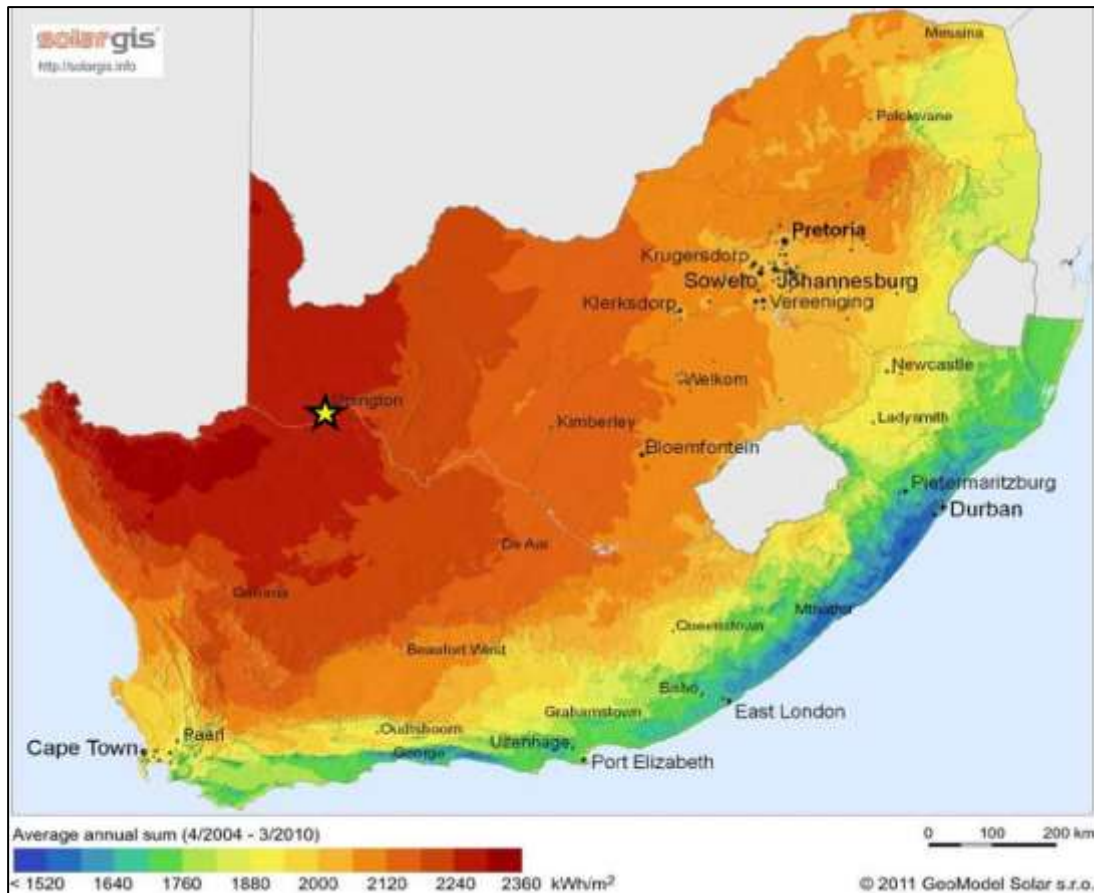 solargis
http://solargis.info
Messina
Polokwane
Pretoria
Krugersdorp
Soweto
Johannesburg
Klerksdorp
Vereeniging
Newcastle
Welkom
Upington
Kimberley
Ladysmith
Bloemfontein
Pietermaritzburg
Durban
De Aar
Calvinia
Mthatha
Queenstown
Beaufort West
Bisho
East London
Grahamstown
Oudtshoorn
Paarl
Cape Town
George
Uitenhage
Port Elizabeth
Average annual sum (4/2004 - 3/2010)
0 100 200 km
< 1520 1640 1760 1880 2000 2120 2240 2360 kWh/m²
© 2011 GeoModel Solar s.r.o.